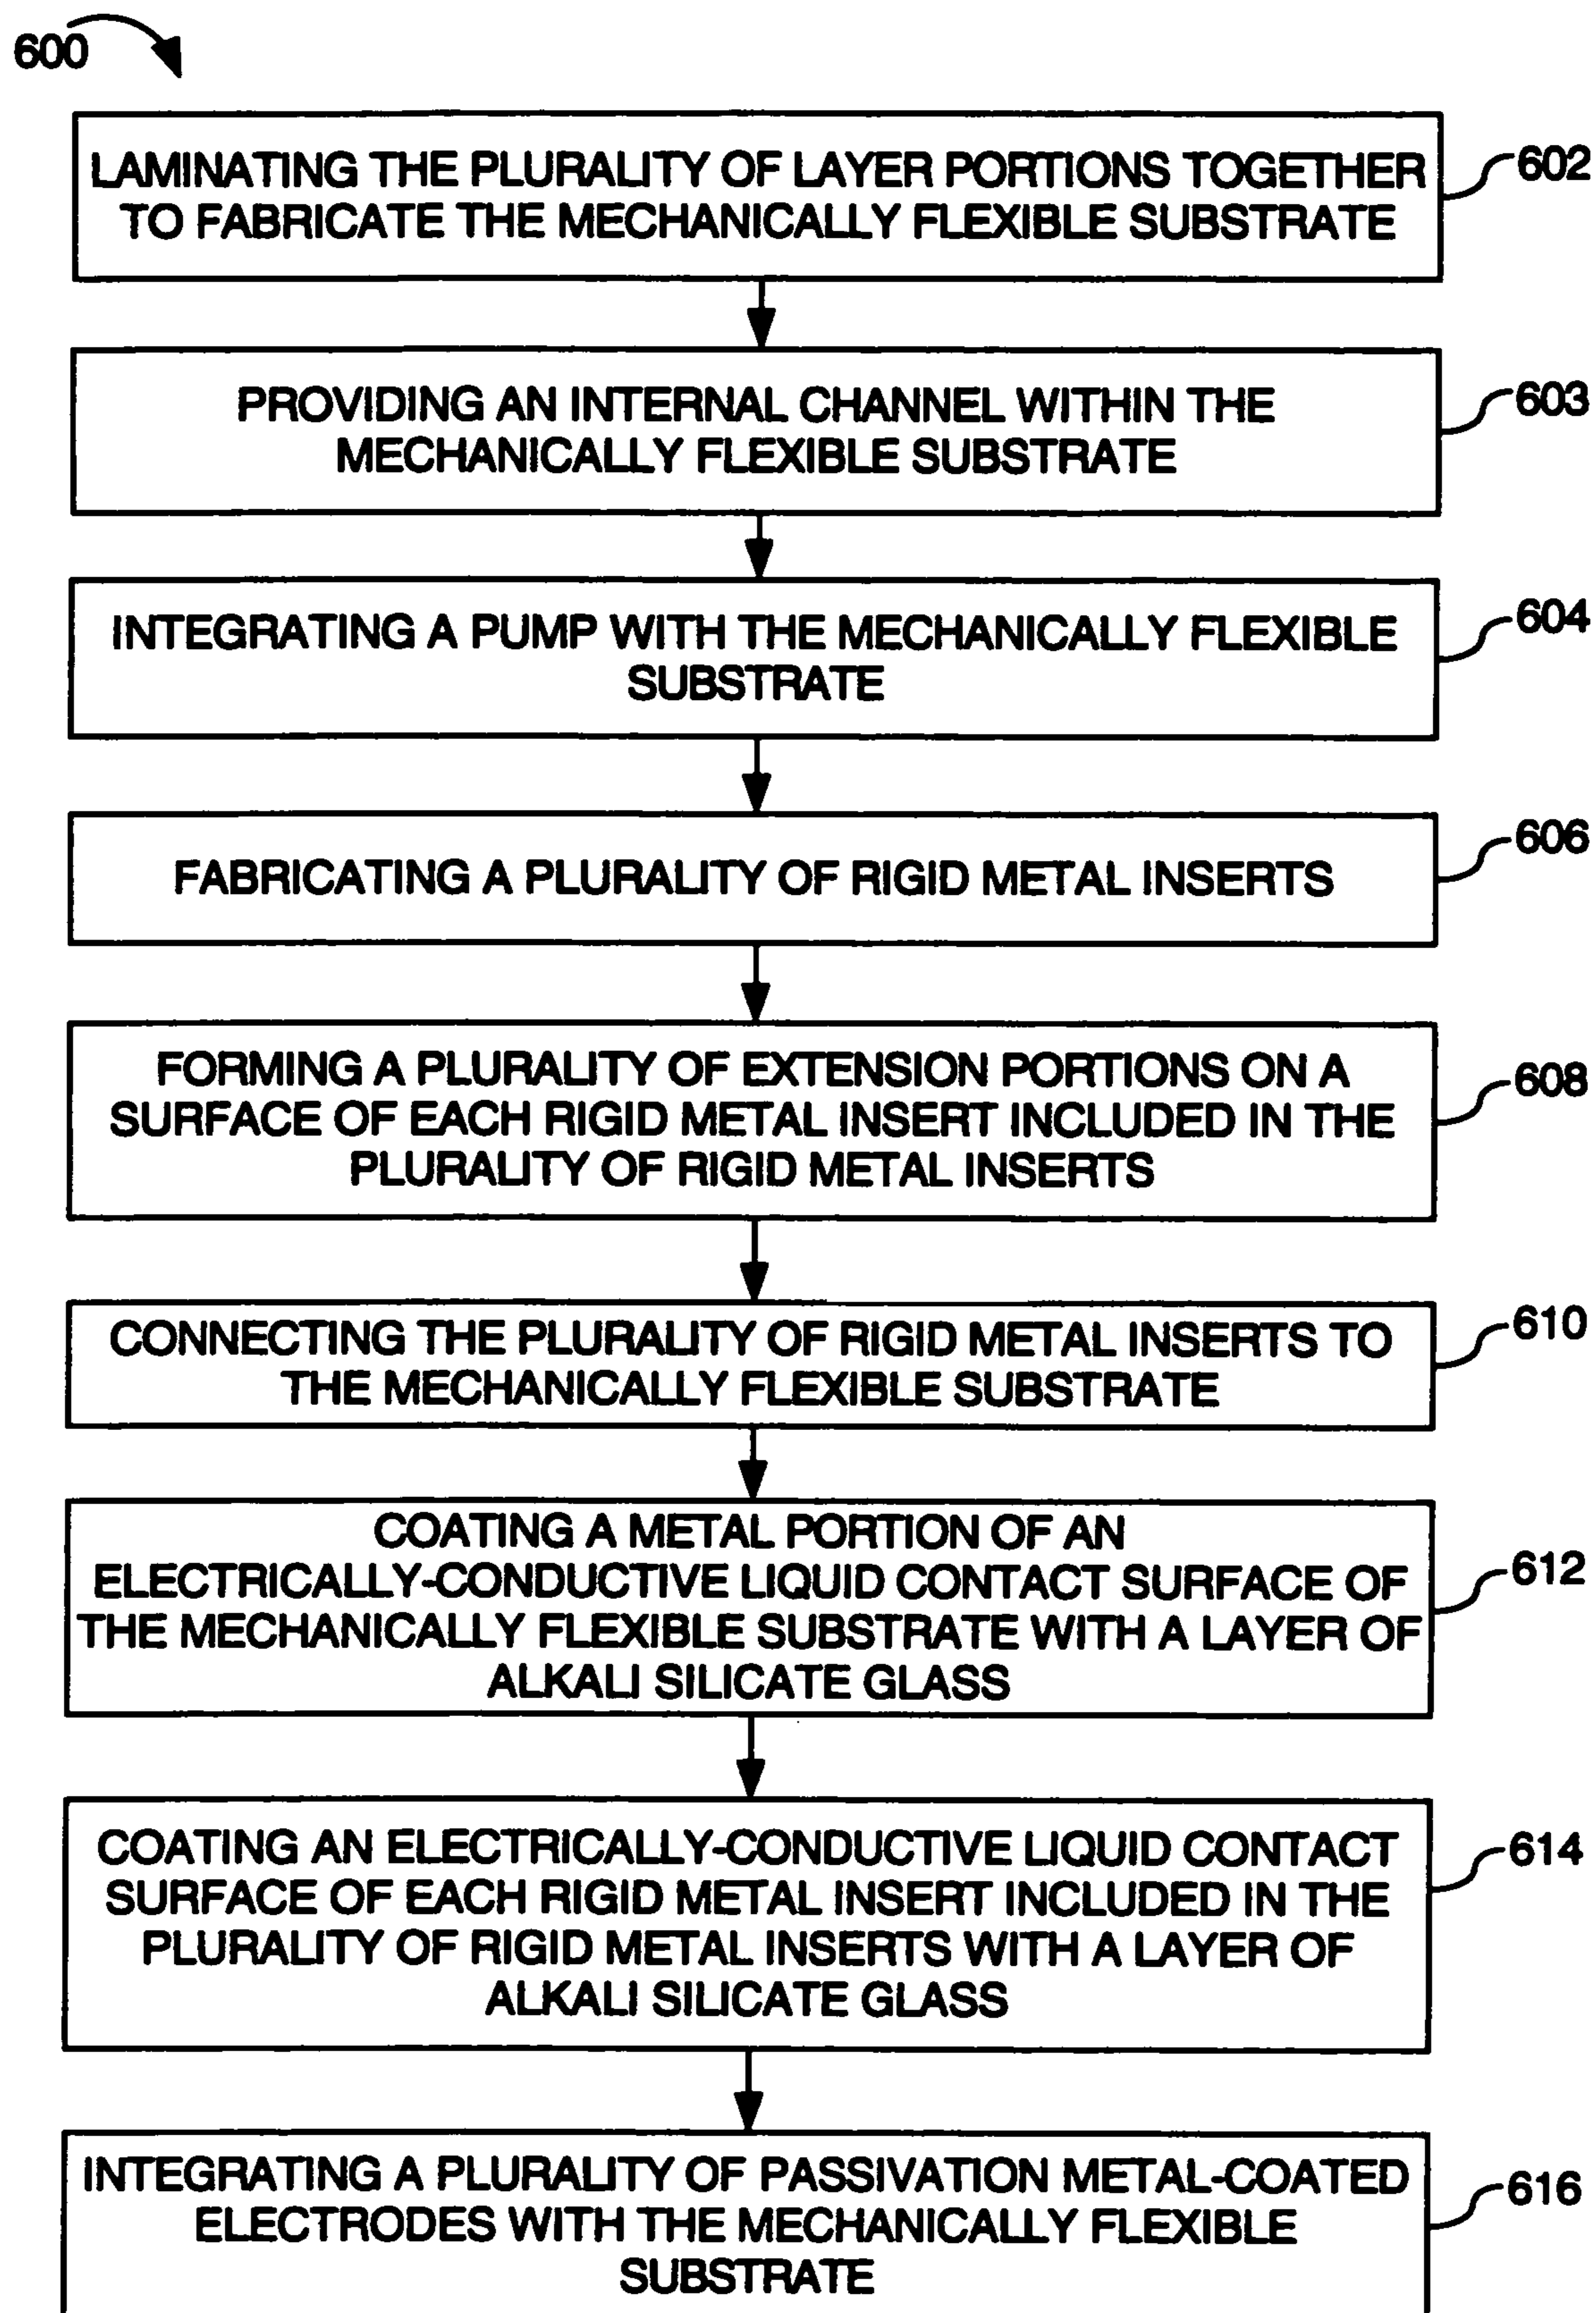 600
LAMINATING THE PLURALITY OF LAYER PORTIONS TOGETHER
TO FABRICATE THE MECHANICALLY FLEXIBLE SUBSTRATE
602
PROVIDING AN INTERNAL CHANNEL WITHIN THE
MECHANICALLY FLEXIBLE SUBSTRATE
603
INTEGRATING A PUMP WITH THE MECHANICALLY FLEXIBLE
SUBSTRATE
604
FABRICATING A PLURALITY OF RIGID METAL INSERTS
606
FORMING A PLURALITY OF EXTENSION PORTIONS ON A
SURFACE OF EACH RIGID METAL INSERT INCLUDED IN THE
PLURALITY OF RIGID METAL INSERTS
608
CONNECTING THE PLURALITY OF RIGID METAL INSERTS TO
THE MECHANICALLY FLEXIBLE SUBSTRATE
610
COATING A METAL PORTION OF AN
ELECTRICALLY-CONDUCTIVE LIQUID CONTACT SURFACE OF
THE MECHANICALLY FLEXIBLE SUBSTRATE WITH A LAYER OF
ALKALI SILICATE GLASS
612
COATING AN ELECTRICALLY-CONDUCTIVE LIQUID CONTACT
SURFACE OF EACH RIGID METAL INSERT INCLUDED IN THE
PLURALITY OF RIGID METAL INSERTS WITH A LAYER OF
ALKALI SILICATE GLASS
614
INTEGRATING A PLURALITY OF PASSIVATION METAL-COATED
ELECTRODES WITH THE MECHANICALLY FLEXIBLE
SUBSTRATE
616